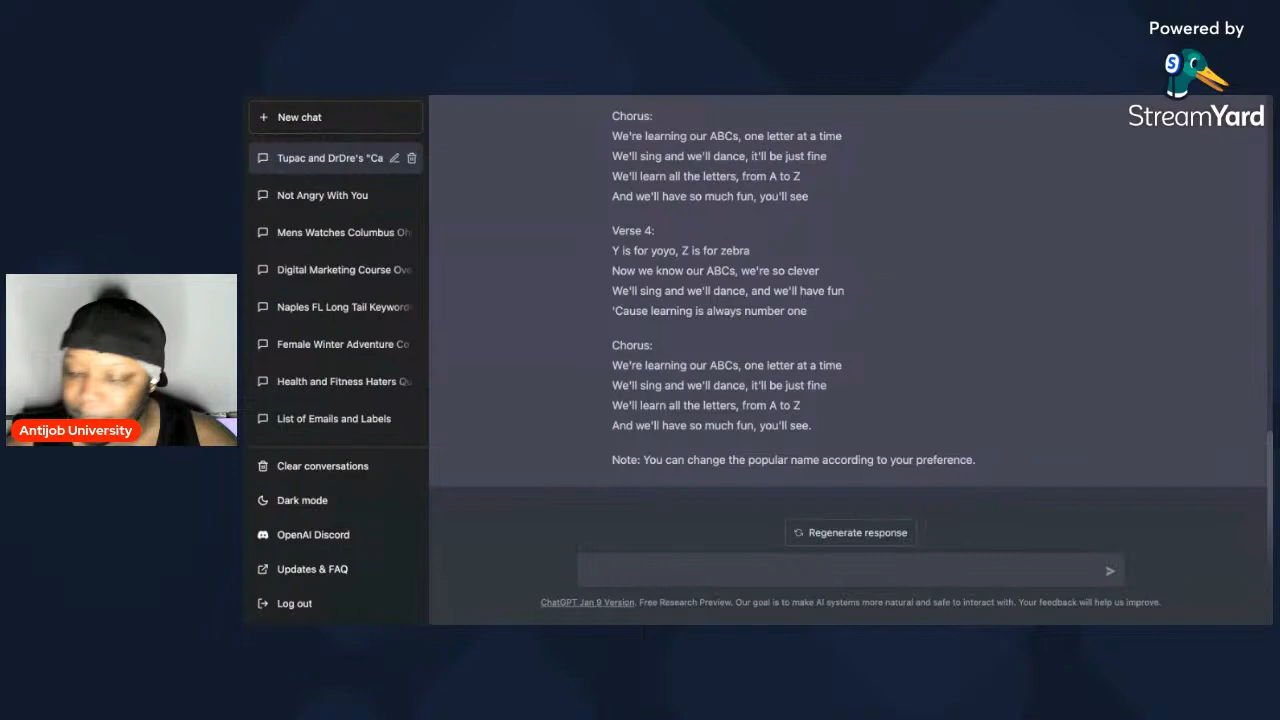 Powered by
S
StreamYard
New chat
Tupac and DrDre's "Ca
Not Angry With You
Mens Watches Columbus Oh
Digital Marketing Course Ove
Naples FL Long Tail Keyword
Female Winter Adventure Co
Health and Fitness Haters Qu
List of Emails and Labels
Clear conversations
Dark mode
OpenAI Discord
Updates & FAQ
Log out
Chorus:
We're learning our ABCs, one letter at a time
We'll sing and we'll dance, it'll be just fine
We'll learn all the letters, from A to Z
And we'll have so much fun, you'll see
Verse 4:
Y is for yoyo, Z is for zebra
Now we know our ABCs, we're so clever
We'll sing and we'll dance, and we'll have fun
'Cause learning is always number one
Chorus:
We're learning our ABCs, one letter at a time
We'll sing and we'll dance, it'll be just fine
We'll learn all the letters, from A to Z
And we'll have so much fun, you'll see.
Note: You can change the popular name according to your preference.
Regenerate response
ChatGPT Jan 9 Version. Free Research Preview. Our goal is to make AI systems more natural and safe to interact with. Your feedback will help us improve.
Antijob University